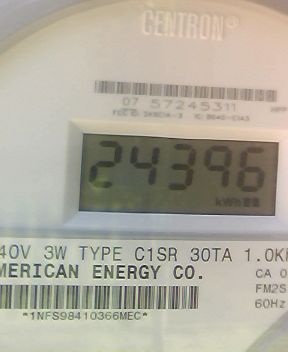 CENTRON®
07 57245311
24396
kWh
40V 3W TYPE C1SR 30TA 1.0K
MERICAN ENERGY CO.
CA 0
FM2S
60Hz
*1NFS98410366MEC*